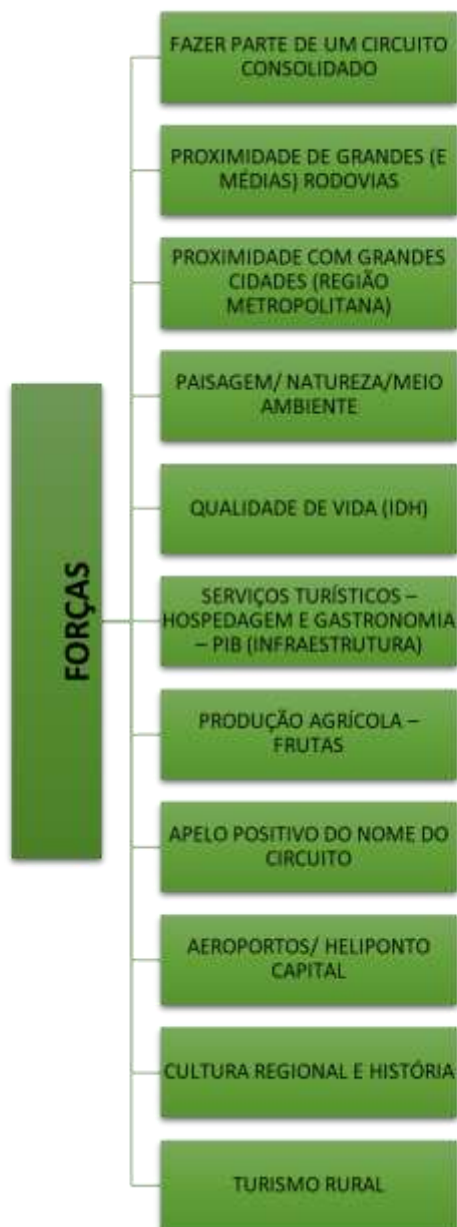 FORÇAS
FAZER PARTE DE UM CIRCUITO
CONSOLIDADO
PROXIMIDADE DE GRANDES (E
MÉDIAS) RODOVIAS
PROXIMIDADE COM GRANDES
CIDADES (REGIÃO
METROPOLITANA)
PAISAGEM/ NATUREZA/MEIO
AMBIENTE
QUALIDADE DE VIDA (IDH)
SERVIÇOS TURÍSTICOS –
HOSPEDAGEM E GASTRONOMIA
– PIB (INFRAESTRUTURA)
PRODUÇÃO AGRÍCOLA –
FRUTAS
APELO POSITIVO DO NOME DO
CIRCUITO
AEROPORTOS/ HELIPONTO
CAPITAL
CULTURA REGIONAL E HISTÓRIA
TURISMO RURAL